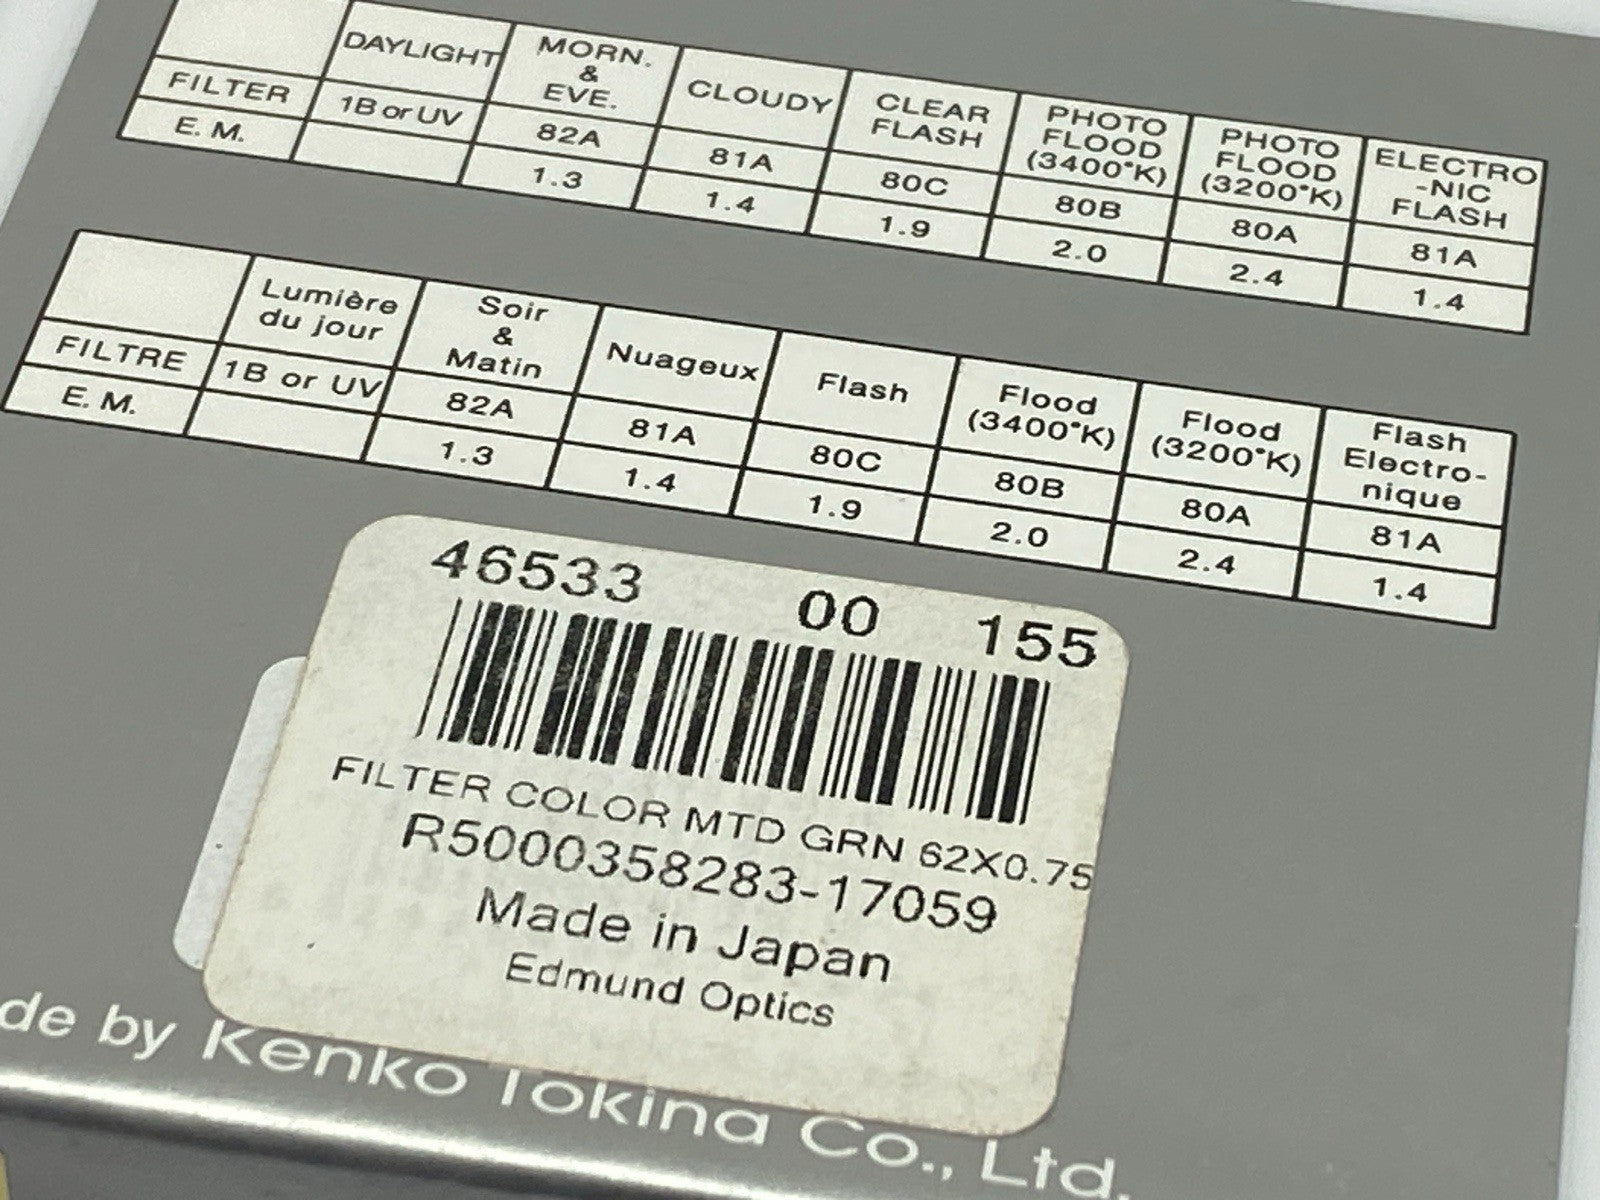 DAYLIGHT MORN. & EVE. CLOUDY CLEAR FLASH PHOTO FLOOD (3400°K) PHOTO FLOOD (3200°K) ELECTRO -NIC FLASH
FILTER 1B or UV 82A 81A 80C 80B 80A 81A
E. M. 1.3 1.4 1.9 2.0 2.4 1.4
Lumière du jour Soir & Matin Nuageux Flash Flood (3400°K) Flood (3200°K) Flash Electro- nique
FILTRE 1B or UV 82A 81A 80C 80B 80A 81A
E. M. 1.3 1.4 1.9 2.0 2.4 1.4
46533 00 155
FILTER COLOR MTD GRN 62X0.75
R5000358283-17059
Made in Japan
Edmund Optics
de by Kenko Tokina Co., Ltd.